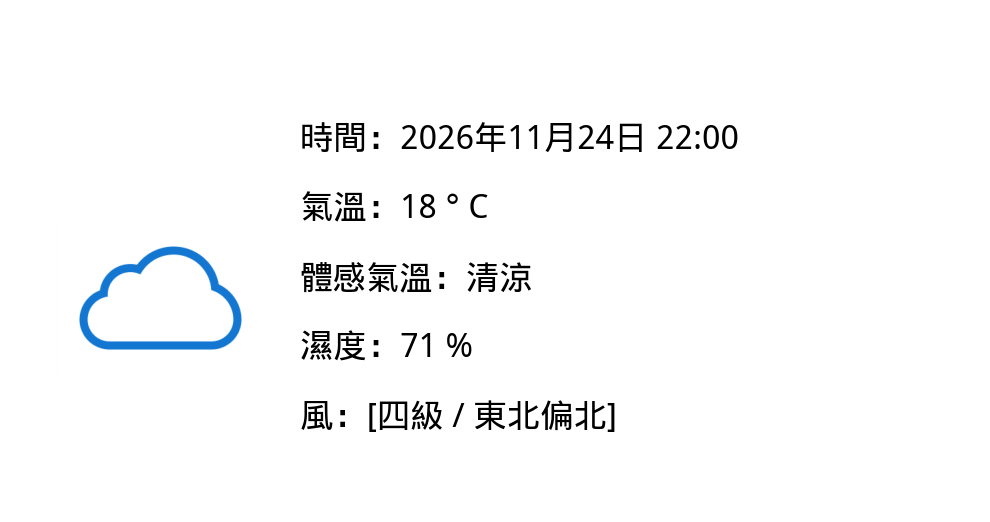 時間：2026年11月24日 22:00
氣溫：18 ° C
體感氣溫：清涼
濕度：71 %
風：[四級 / 東北偏北]